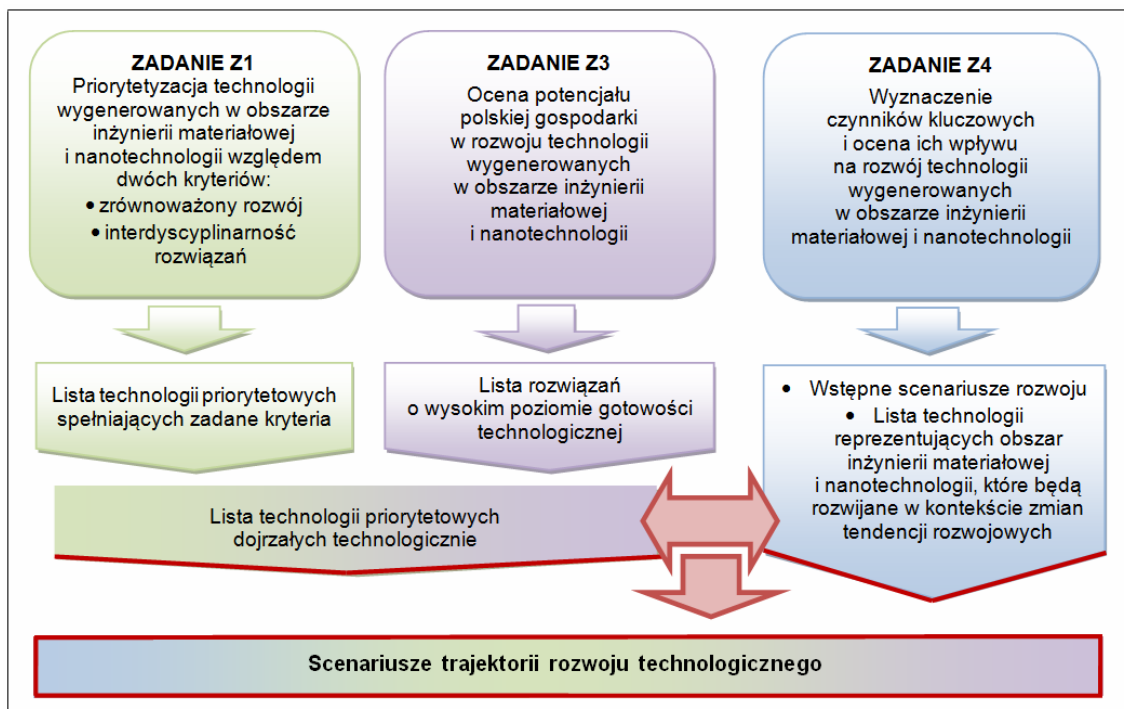 ZADANIE Z1
Priorytetyzacja technologii
wygenerowanych w obszarze
inżynierii materiałowej
i nanotechnologii względem
dwóch kryteriów:
• zrównoważony rozwój
• interdyscyplinarność
rozwiązań
ZADANIE Z3
Ocena potencjału
polskiej gospodarki
w rozwoju technologii
wygenerowanych
w obszarze inżynierii
materiałowej
i nanotechnologii
ZADANIE Z4
Wyznaczenie
czynników kluczowych
i ocena ich wpływu
na rozwój technologii
wygenerowanych
w obszarze inżynierii
materiałowej i nanotechnologii
Lista technologii priorytetowych
spełniających zadane kryteria
Lista rozwiązań
o wysokim poziomie gotowości
technologicznej
• Wstępne scenariusze rozwoju
• Lista technologii
reprezentujących obszar
inżynierii materiałowej
i nanotechnologii, które będą
rozwijane w kontekście zmian
tendencji rozwojowych
Lista technologii priorytetowych
dojrzałych technologicznie
Scenariusze trajektorii rozwoju technologicznego